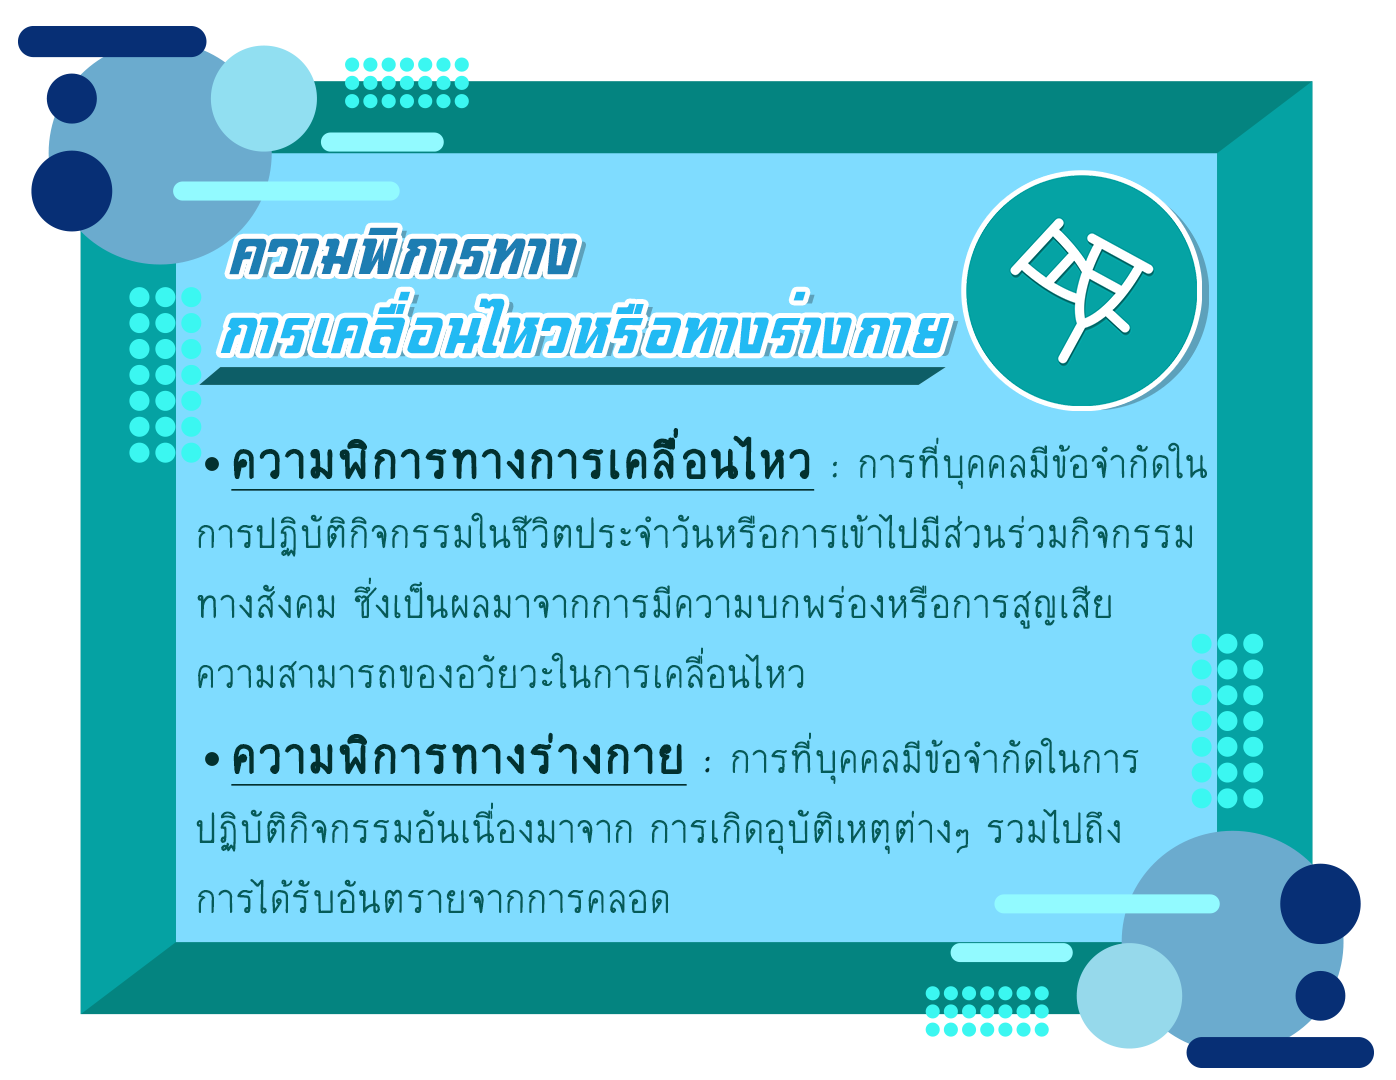 ความพิการทาง
การเคลื่อนไหวหรือทางร่างกาย
• ความพิการทางการเคลื่อนไหว : การที่บุคคลมีข้อจำกัดใน
การปฏิบัติกิจกรรมในชีวิตประจำวันหรือการเข้าไปมีส่วนร่วมกิจกรรม
ทางสังคม ซึ่งเป็นผลมาจากการมีความบกพร่องหรือการสูญเสีย
ความสามารถของอวัยวะในการเคลื่อนไหว
• ความพิการทางร่างกาย : การที่บุคคลมีข้อจำกัดในการ
ปฏิบัติกิจกรรมอันเนื่องมาจาก การเกิดอุบัติเหตุต่างๆ รวมไปถึง
การได้รับอันตรายจากการคลอด